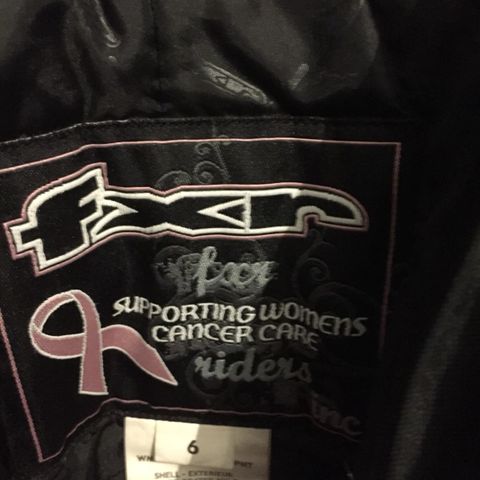 fxr
fxr
SUPPORTING WOMENS
CANCER CARE
riders
inc
6
SHELL - EXTERIEUR